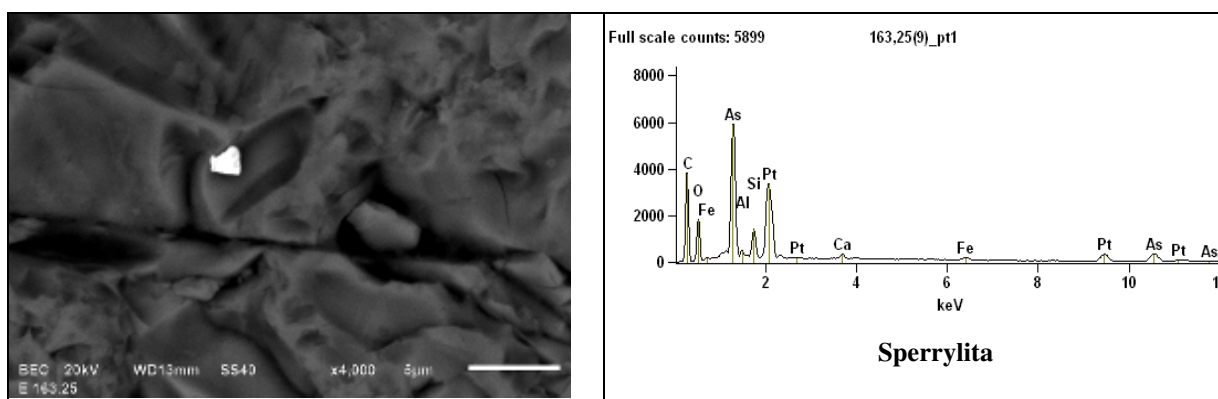 BEC 20kV WD13mm SS40 x4,000 5µm
E 163.25
Full scale counts: 5899 163,25(9)_pt1
8000
6000
4000
2000
0
C
O
Fe
As
Al
Si
Pt
Pt
Ca
Fe
Pt
As
Pt
As
2 4 6 8 10 12
keV
Sperrylita